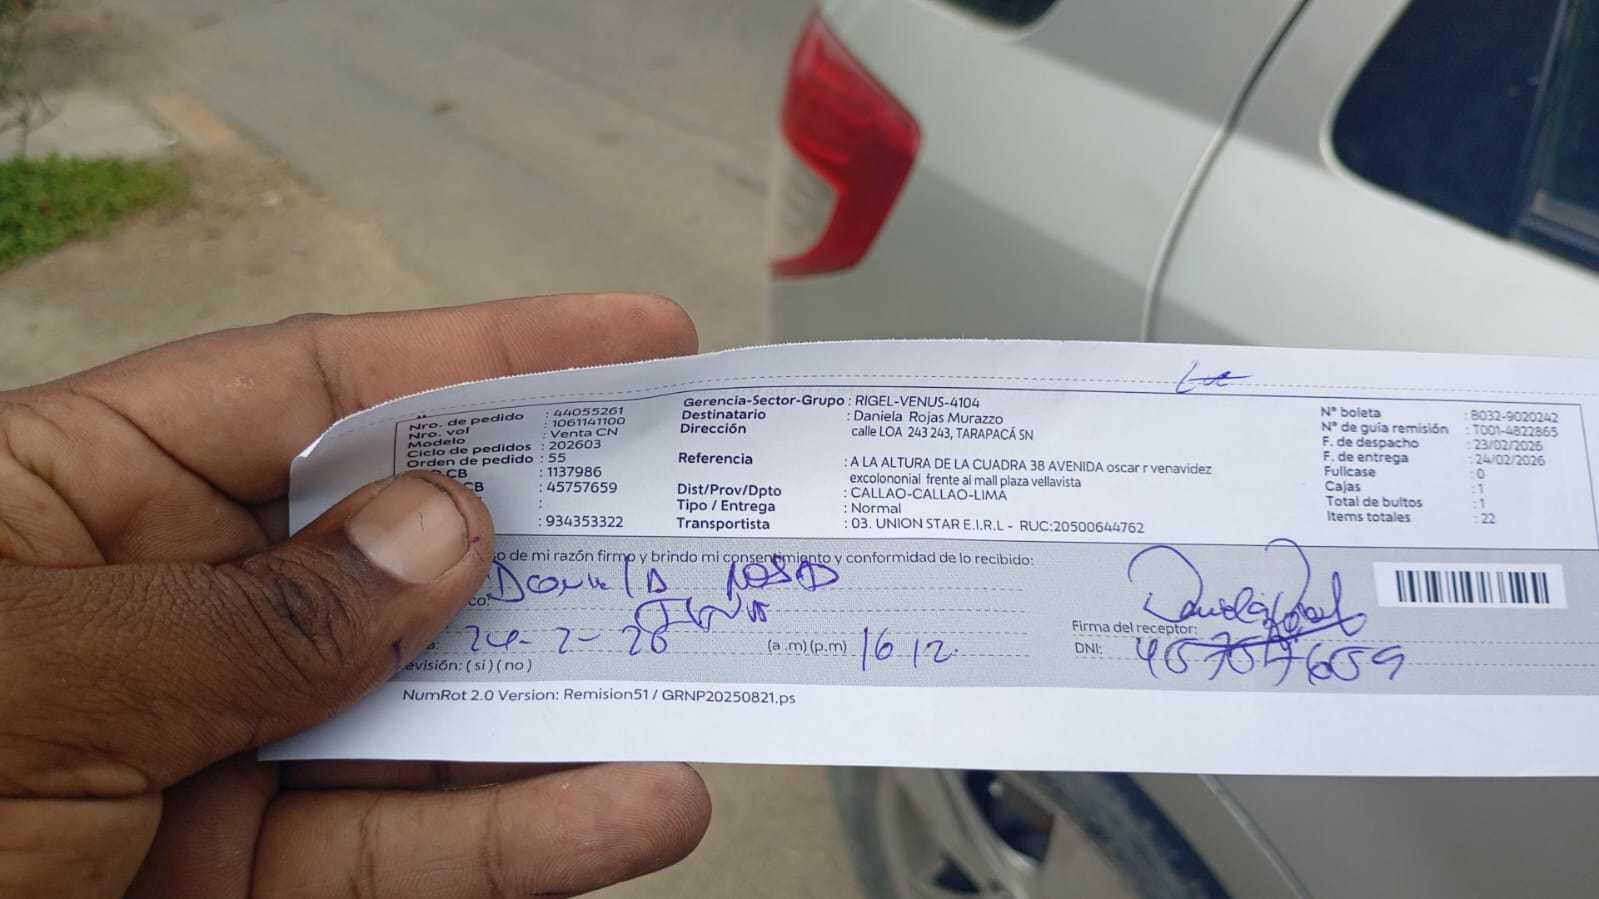 Nro. de pedido : 44055261
Nro. vol : 1061141100
Modelo : Venta CN
Ciclo de pedidos : 202603
Orden de pedido : 55
CB : 1137986
CB : 45757659
:
: 934353322
Gerencia-Sector-Grupo : RIGEL-VENUS-4104
Destinatario : Daniela Rojas Murazzo
Dirección calle LOA 243 243, TARAPACÁ SN
Referencia : A LA ALTURA DE LA CUADRA 38 AVENIDA oscar r venavidez
excolononial frente al mall plaza vellavista
Dist/Prov/Dpto : CALLAO-CALLAO-LIMA
Tipo / Entrega : Normal
Transportista : 03. UNION STAR E.I.R.L - RUC:20500644762
N° boleta : B032-9020242
N° de guía remisión : T001-4822865
F. de despacho : 23/02/2026
F. de entrega : 24/02/2026
Fullcase : 0
Cajas : 1
Total de bultos : 1
Items totales : 22
so de mi razón firmo y brindo mi consentimiento y conformidad de lo recibido:
co:
a: 24-2-26 (a .m) (p.m) 16 12
evisión: ( si ) ( no )
Firma del receptor:
DNI: 45757659
NumRot 2.0 Version: Remision51 / GRNP20250821.ps